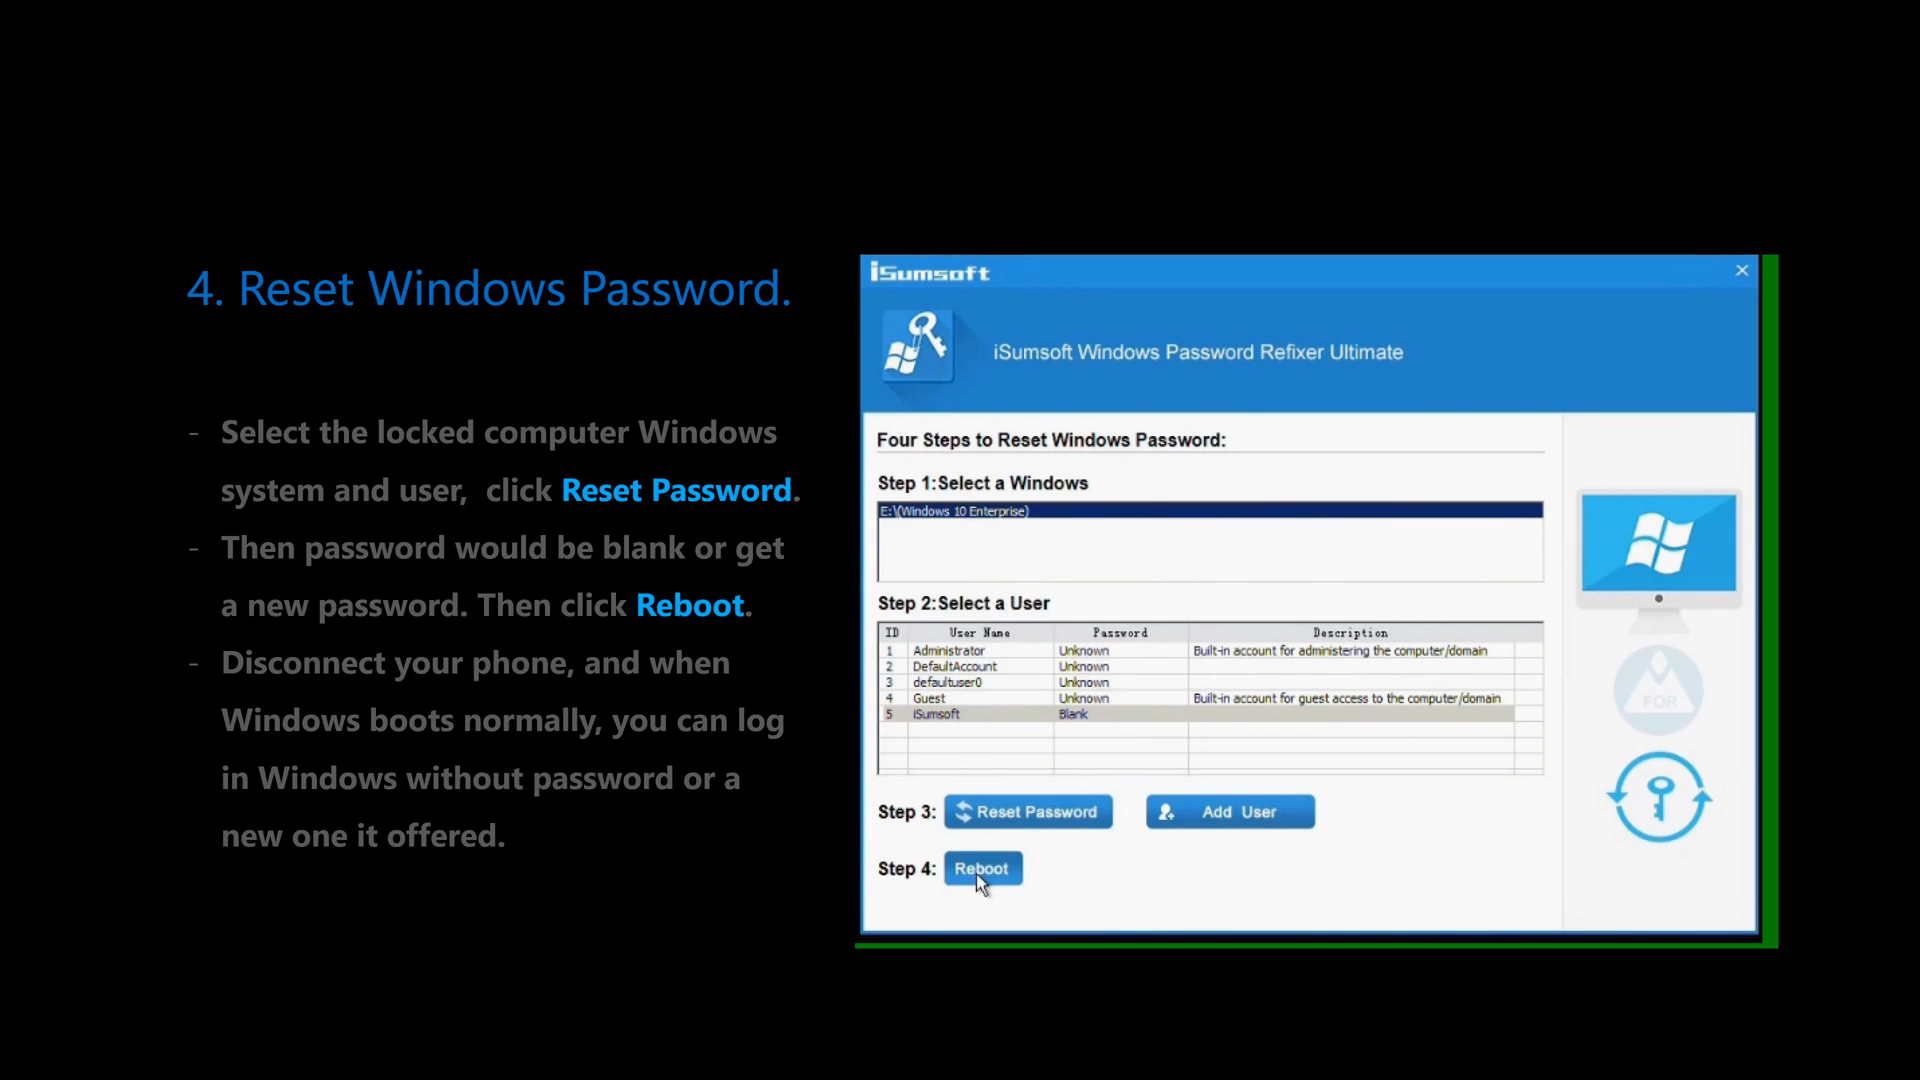 4. Reset Windows Password.
- Select the locked computer Windows
system and user, click Reset Password.
- Then password would be blank or get
a new password. Then click Reboot.
- Disconnect your phone, and when
Windows boots normally, you can log
in Windows without password or a
new one it offered.
iSumsoft
iSumsoft Windows Password Refixer Ultimate
Four Steps to Reset Windows Password:
Step 1:Select a Windows
E:\(Windows 10 Enterprise)
Step 2:Select a User
ID User Name Password Description
1 Administrator Unknown Built-in account for administering the computer/domain
2 DefaultAccount Unknown
3 defaultuser0 Unknown
4 Guest Unknown Built-in account for guest access to the computer/domain
5 iSumsoft Blank
Step 3: Reset Password Add User
Step 4: Reboot
FOR